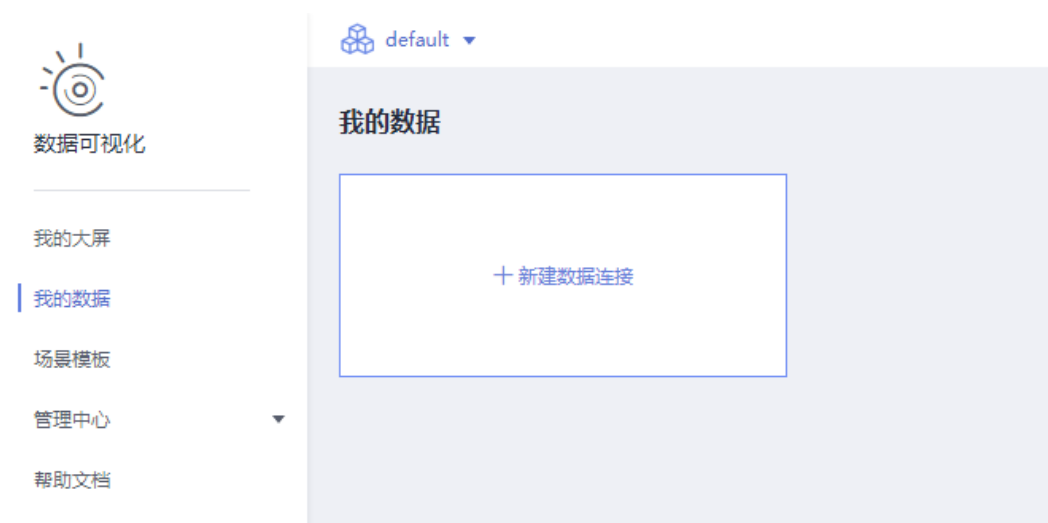 数据可视化
我的大屏
我的数据
场景模板
管理中心
帮助文档
default
我的数据
新建数据连接